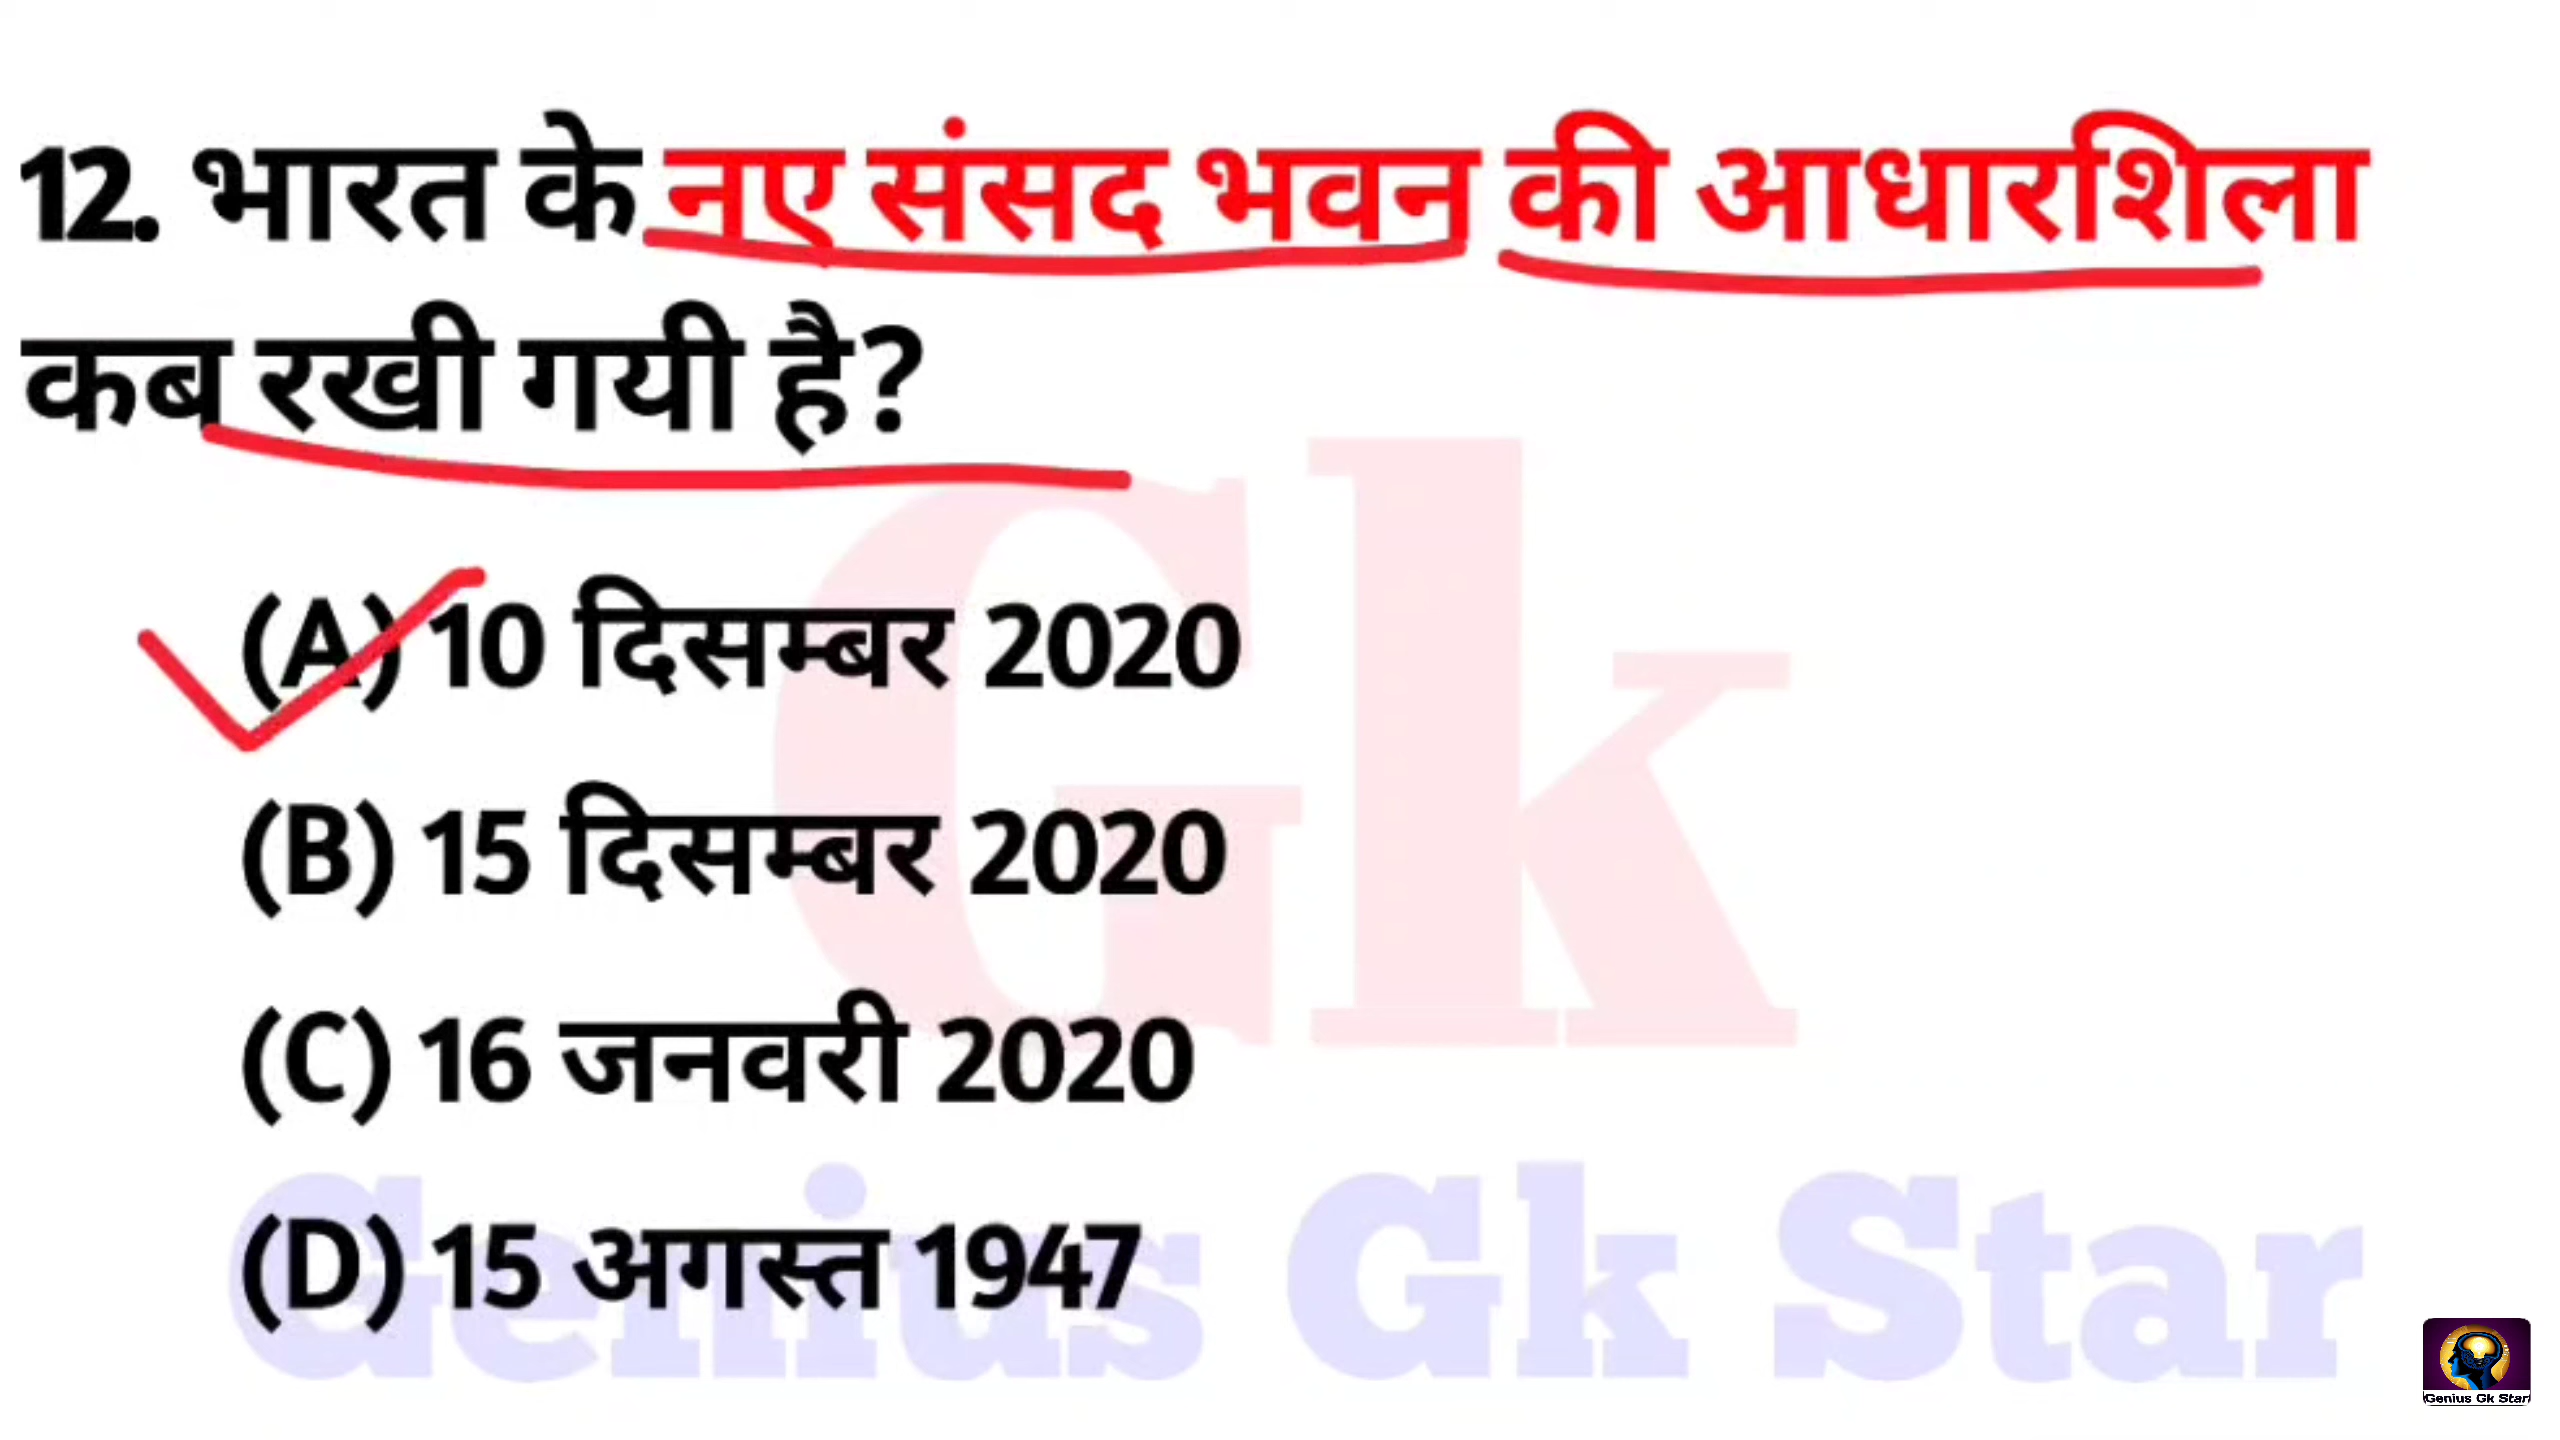 12. भारत के नए संसद भवन की आधारशिला
कब रखी गयी है?
(A) 10 दिसम्बर 2020
(B) 15 दिसम्बर 2020
(C) 16 जनवरी 2020
(D) 15 अगस्त 1947
Gk
Genius Gk Star
Genius Gk Star